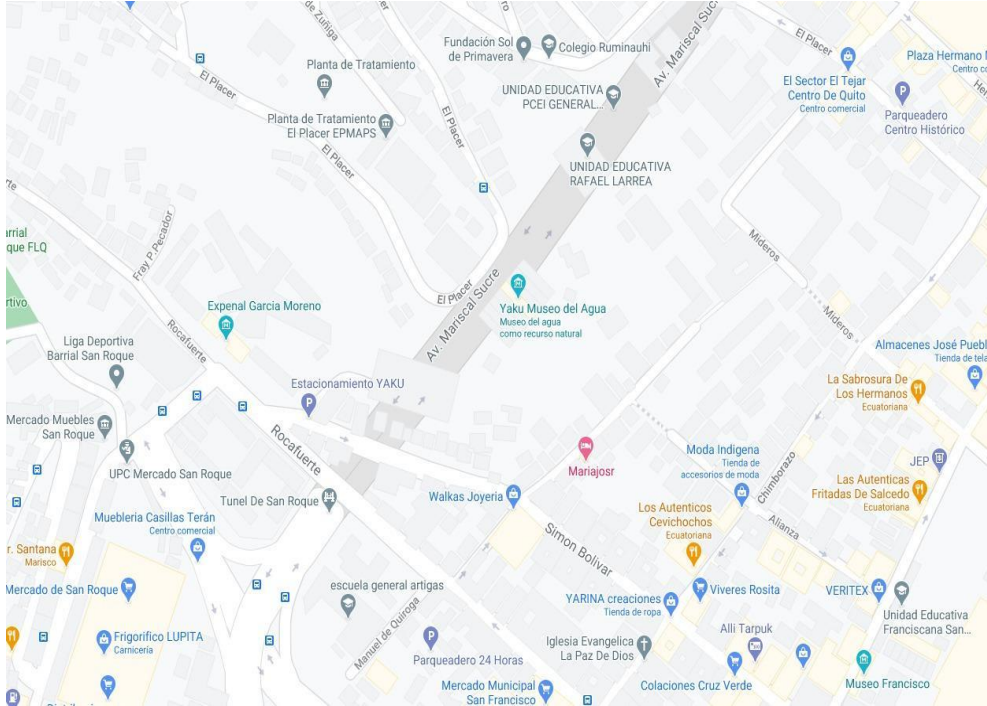 de Zuñiga
El Placer
Planta de Tratamiento
Planta de Tratamiento
El Placer EPMAPS
El Placer
El Placer
El Placer
Fundación Sol
de Primavera
Colegio Ruminauhi
UNIDAD EDUCATIVA
PCEI GENERAL...
UNIDAD EDUCATIVA
RAFAEL LARREA
Av. Mariscal Sucre
El Placer
El Sector El Tejar
Centro De Quito
Centro comercial
Plaza Hermano
Centro
Parqueadero
Centro Histórico
Mideros
Mideros
Fray P.Pecador
que FLQ
Expenal Garcia Moreno
Rocafuerte
Liga Deportiva
Barrial San Roque
Av. Mariscal Sucre
Yaku Museo del Agua
Museo del agua
como recurso natural
Almacenes José
Tienda de
La Sabrosura De
Los Hermanos
Ecuatoriana
Estacionamiento YAKU
Rocafuerte
Mercado Muebles
San Roque
UPC Mercado San Roque
Tunel De San Roque
Muebleria Casillas Terán
Centro comercial
Walkas Joyeria
Mariajosr
Moda Indigena
Tienda de
accesorios de moda
Chimborazo
JEP
Las Autenticas
Fritadas De Salcedo
Ecuatoriana
Los Autenticos
Cevichochos
Ecuatoriana
Alianza
Simon Bolivar
r. Santana
Marisco
Mercado de San Roque
Frigorifico LUPITA
Carnicería
escuela general artigas
Manuel de Quiroga
Parqueadero 24 Horas
YARINA creaciones
Tienda de ropa
Viveres Rosita
VERITEX
Unidad Educativa
Franciscana San...
Iglesia Evangelica
La Paz De Dios
Alli Tarpuk
Colaciones Cruz Verde
Museo Francisco
Mercado Municipal
San Francisco